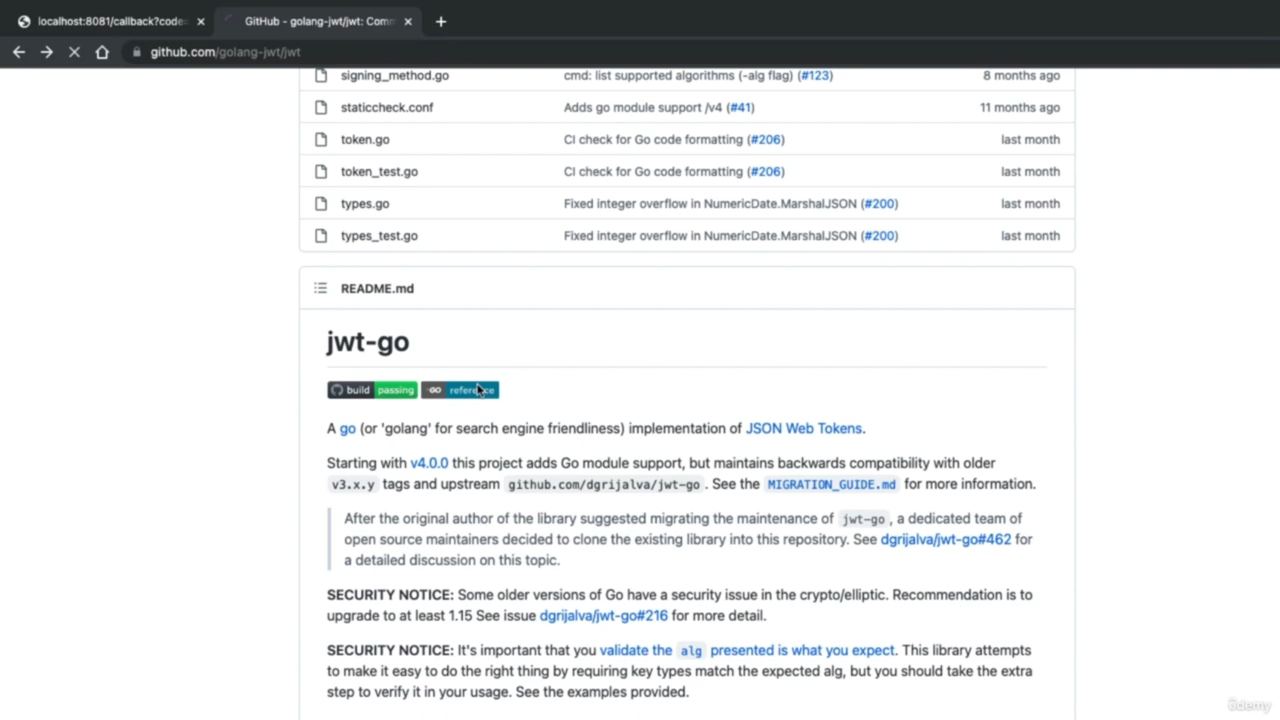 localhost:8081/callback?code=
GitHub - golang-jwt/jwt: Comm
github.com/golang-jwt/jwt
signing_method.go cmd: list supported algorithms (-alg flag) (#123) 8 months ago
staticcheck.conf Adds go module support /v4 (#41) 11 months ago
token.go CI check for Go code formatting (#206) last month
token_test.go CI check for Go code formatting (#206) last month
types.go Fixed integer overflow in NumericDate.MarshalJSON (#200) last month
types_test.go Fixed integer overflow in NumericDate.MarshalJSON (#200) last month
README.md
jwt-go
build passing GO reference
A go (or 'golang' for search engine friendliness) implementation of JSON Web Tokens.
Starting with v4.0.0 this project adds Go module support, but maintains backwards compatibility with older
v3.x.y tags and upstream github.com/dgrijalva/jwt-go. See the MIGRATION_GUIDE.md for more information.
After the original author of the library suggested migrating the maintenance of jwt-go, a dedicated team of
open source maintainers decided to clone the existing library into this repository. See dgrijalva/jwt-go#462 for
a detailed discussion on this topic.
SECURITY NOTICE: Some older versions of Go have a security issue in the crypto/elliptic. Recommendation is to
upgrade to at least 1.15 See issue dgrijalva/jwt-go#216 for more detail.
SECURITY NOTICE: It's important that you validate the alg presented is what you expect. This library attempts
to make it easy to do the right thing by requiring key types match the expected alg, but you should take the extra
step to verify it in your usage. See the examples provided.
ûdemy